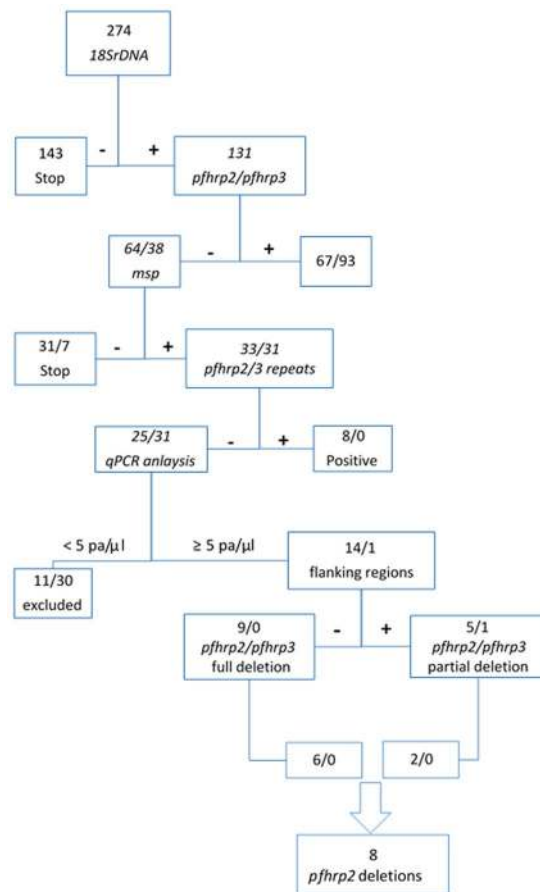 274
18SrDNA
143
Stop
-
+
131
pfhrp2/pfhrp3
64/38
msp
-
+
67/93
31/7
Stop
-
+
33/31
pfhrp2/3 repeats
25/31
qPCR anlaysis
-
+
8/0
Positive
< 5 pa/µl
≥ 5 pa/µl
11/30
excluded
14/1
flanking regions
9/0
pfhrp2/pfhrp3
full deletion
-
+
5/1
pfhrp2/pfhrp3
partial deletion
6/0
2/0
8
pfhrp2 deletions